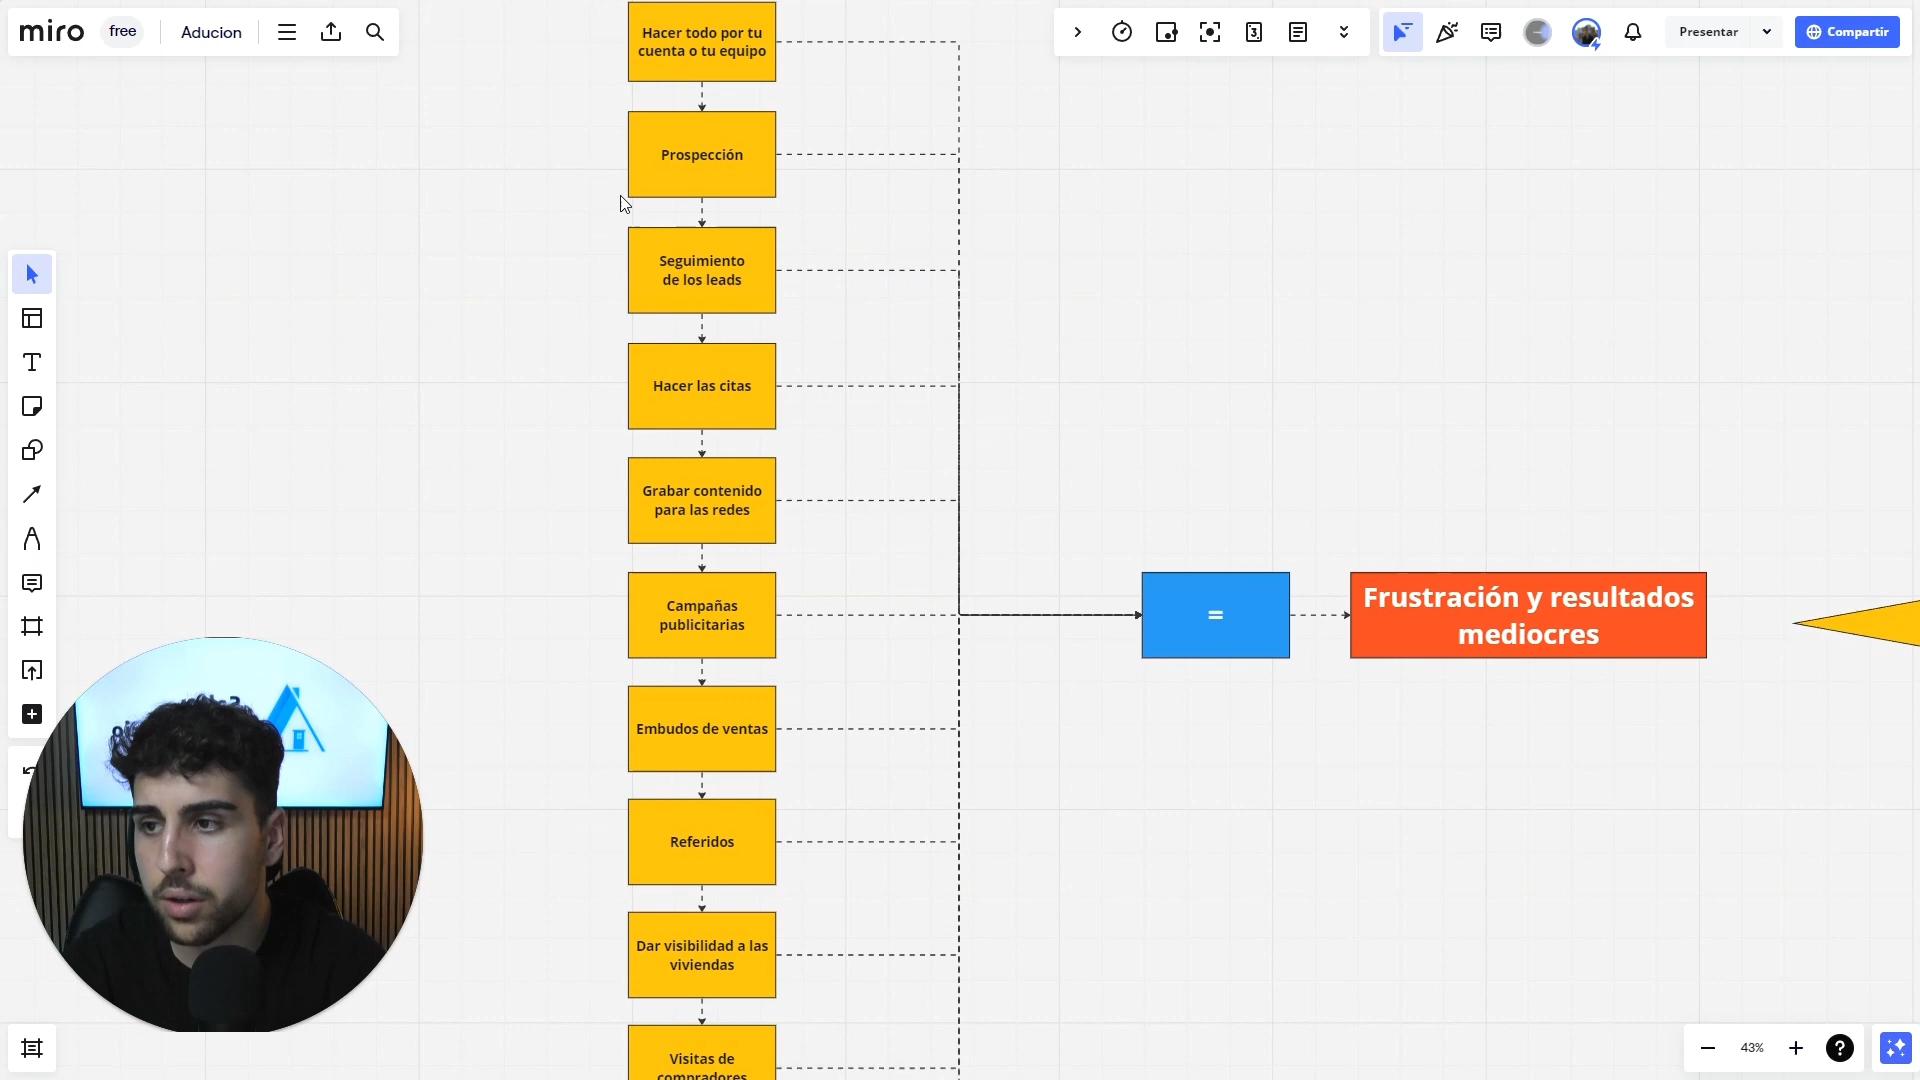 miro
free
Aducion
3
Presentar
Compartir
Hacer todo por tu
cuenta o tu equipo
Prospección
Seguimiento
de los leads
Hacer las citas
Grabar contenido
para las redes
Campañas
publicitarias
=
Frustración y resultados
mediocres
Embudos de ventas
Referidos
Dar visibilidad a las
viviendas
Visitas de
compradores
43%
?